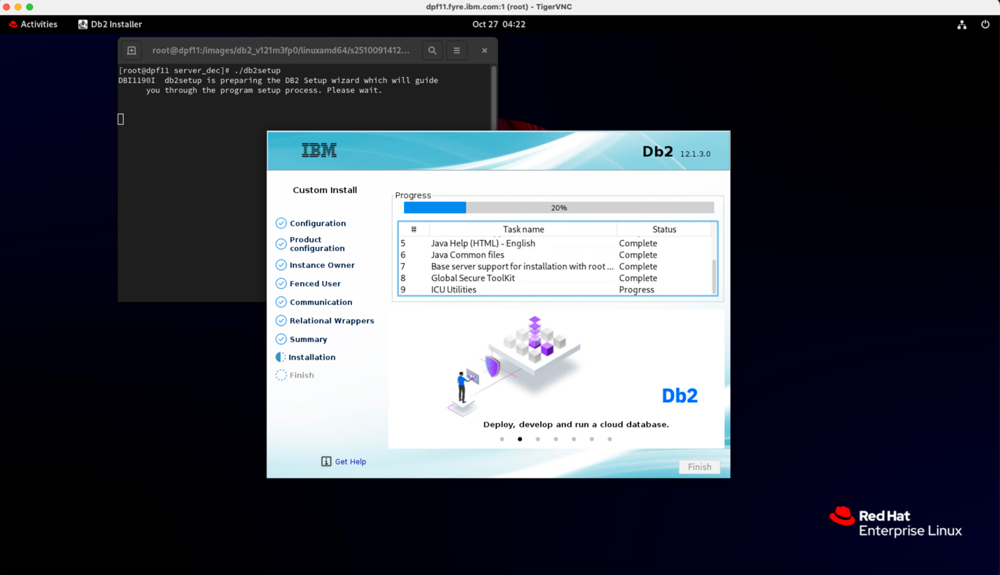 dpf11.fyre.ibm.com:1 (root) - TigerVNC
Activities
Db2 Installer
Oct 27 04:22
root@dpf11:/images/db2_v121m3fp0/linuxamd64/s2510091412...
[root@dpf11 server_dec]# ./db2setup
DBI1190I db2setup is preparing the DB2 Setup wizard which will guide
you through the program setup process. Please wait.
IBM
Db2 12.1.3.0
Custom Install
Configuration
Product
configuration
Instance Owner
Fenced User
Communication
Relational Wrappers
Summary
Installation
Finish
Get Help
Progress
20%
# Task name Status
5 Java Help (HTML) - English Complete
6 Java Common files Complete
7 Base server support for installation with root ... Complete
8 Global Secure ToolKit Complete
9 ICU Utilities Progress
Db2
Deploy, develop and run a cloud database.
Finish
Red Hat
Enterprise Linux